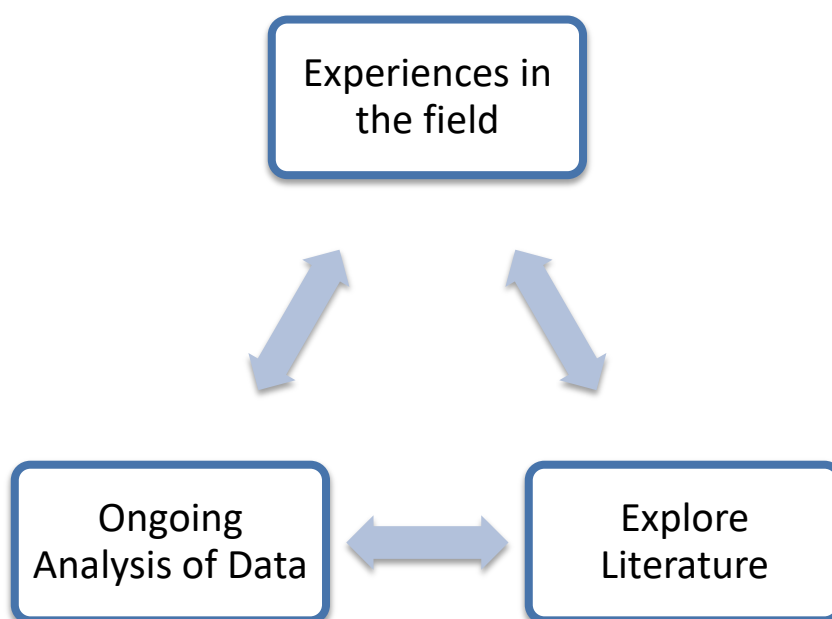 Experiences in
the field
Ongoing
Analysis of Data
Explore
Literature